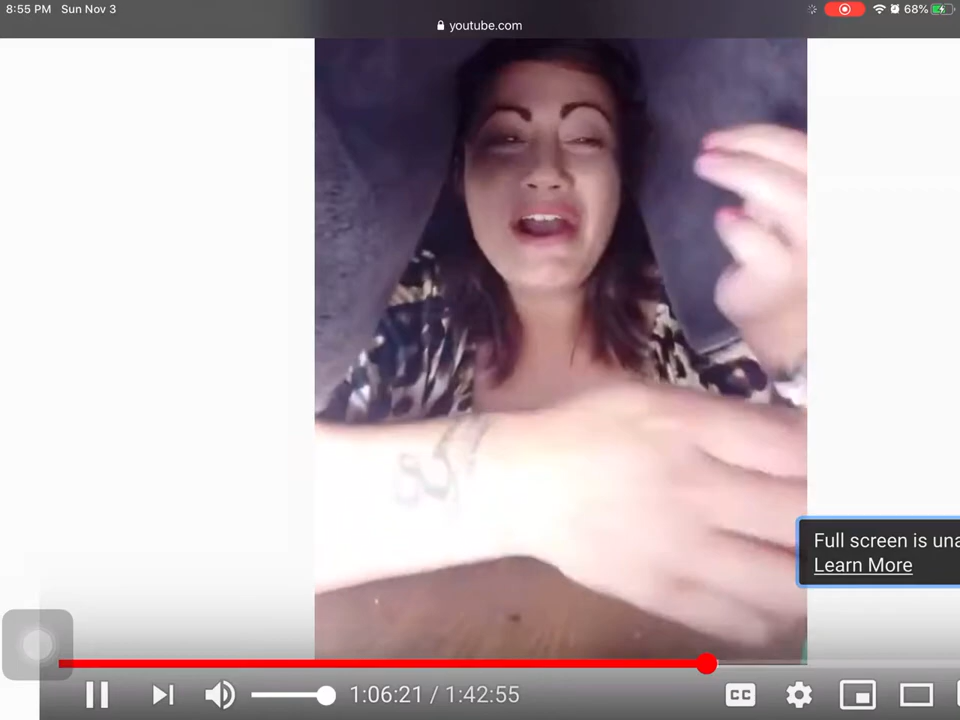 8:55 PM Sun Nov 3
68%
youtube.com
Full screen is
Learn More
1:06:21 / 1:42:55
CC